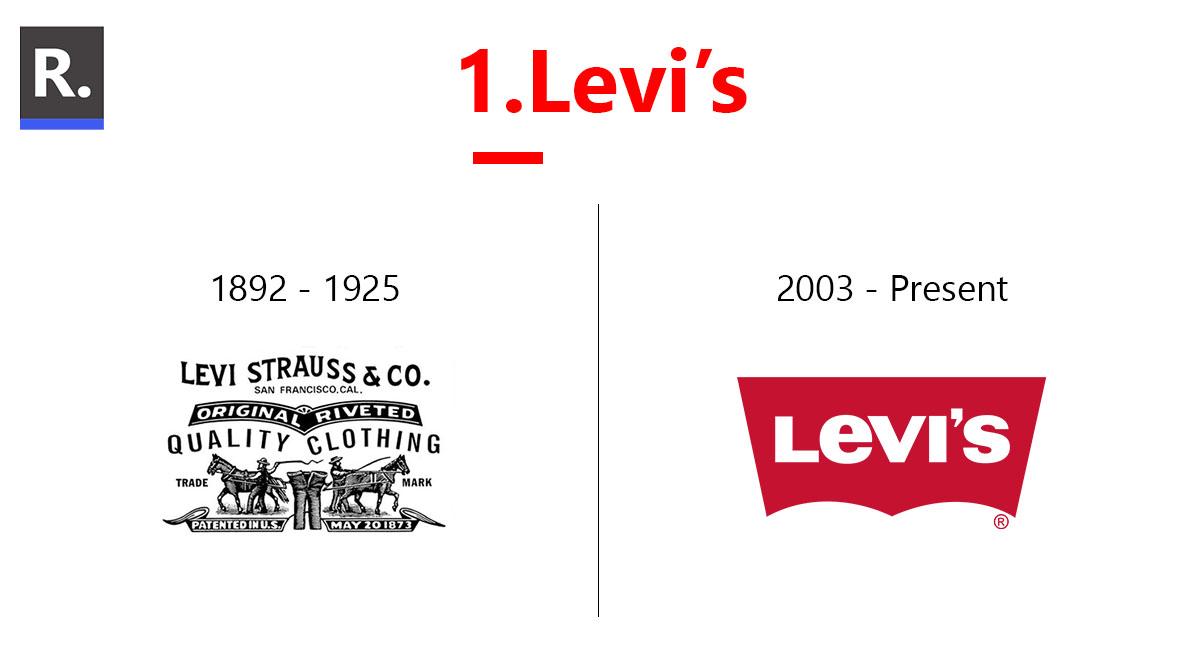 R.
1.Levi’s
1892 - 1925
2003 - Present
LEVI STRAUSS & CO.
SAN FRANCISCO, CAL.
ORIGINAL RIVETED
QUALITY CLOTHING
TRADE MARK
PATENTED IN U.S. MAY 20 1873
LEVI'S
®